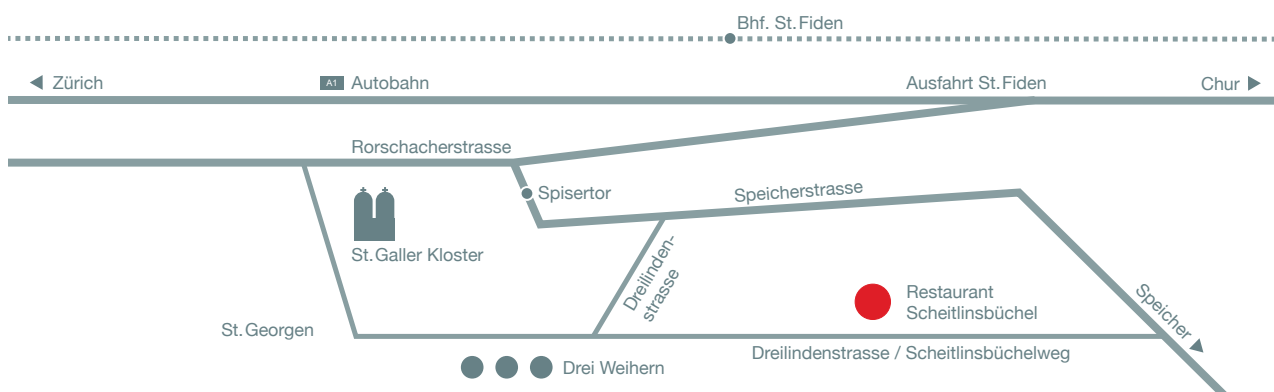 Bhf. St. Fiden
Zürich
A1 Autobahn
Ausfahrt St. Fiden
Chur
Rorschacherstrasse
Spisertor
Speicherstrasse
St. Galler Kloster
Dreilinden-
strasse
Restaurant
Scheitlinsbüchel
Speicher
St. Georgen
Dreilindenstrasse / Scheitlinsbüchelweg
Drei Weihern